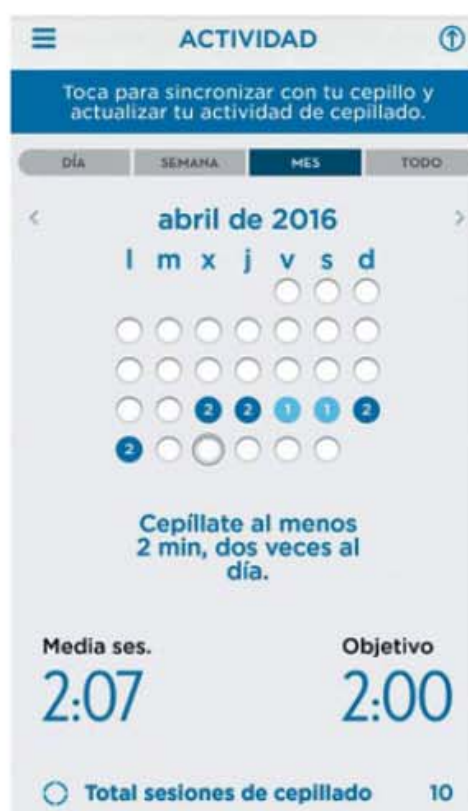 ACTIVIDAD
Toca para sincronizar con tu cepillo y
actualizar tu actividad de cepillado.
DÍA SEMANA MES TODO
< abril de 2016 >
l m x j v s d
2 2 1 1 2
2
Cepíllate al menos
2 min, dos veces al
día.
Media ses. Objetivo
2:07 2:00
Total sesiones de cepillado 10